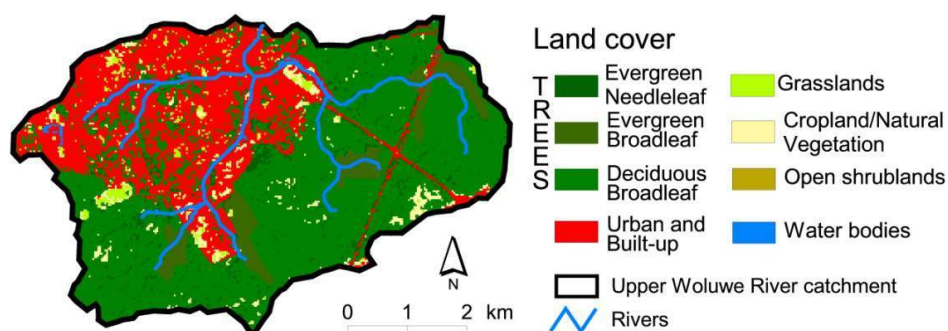 Land cover
TREES
Evergreen
Needleleaf
Evergreen
Broadleaf
Deciduous
Broadleaf
Urban and
Built-up
Grasslands
Cropland/Natural
Vegetation
Open shrublands
Water bodies
Upper Woluwe River catchment
Rivers
N
0 1 2 km